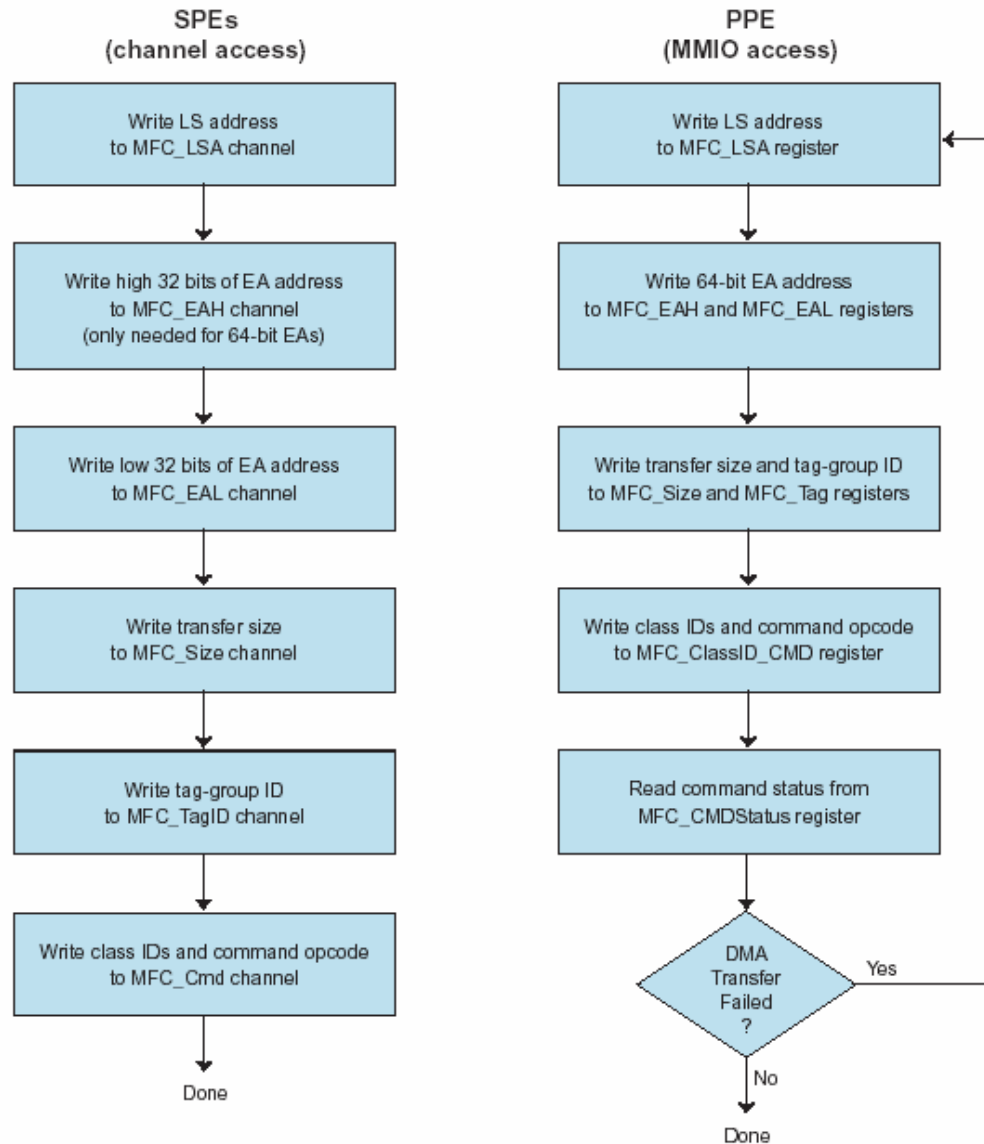 SPEs
(channel access)
Write LS address
to MFC_LSA channel
Write high 32 bits of EA address
to MFC_EAH channel
(only needed for 64-bit EAs)
Write low 32 bits of EA address
to MFC_EAL channel
Write transfer size
to MFC_Size channel
Write tag-group ID
to MFC_TagID channel
Write class IDs and command opcode
to MFC_Cmd channel
Done
PPE
(MMIO access)
Write LS address
to MFC_LSA register
Write 64-bit EA address
to MFC_EAH and MFC_EAL registers
Write transfer size and tag-group ID
to MFC_Size and MFC_Tag registers
Write class IDs and command opcode
to MFC_ClassID_CMD register
Read command status from
MFC_CMDStatus register
DMA
Transfer
Failed
?
Yes
No
Done